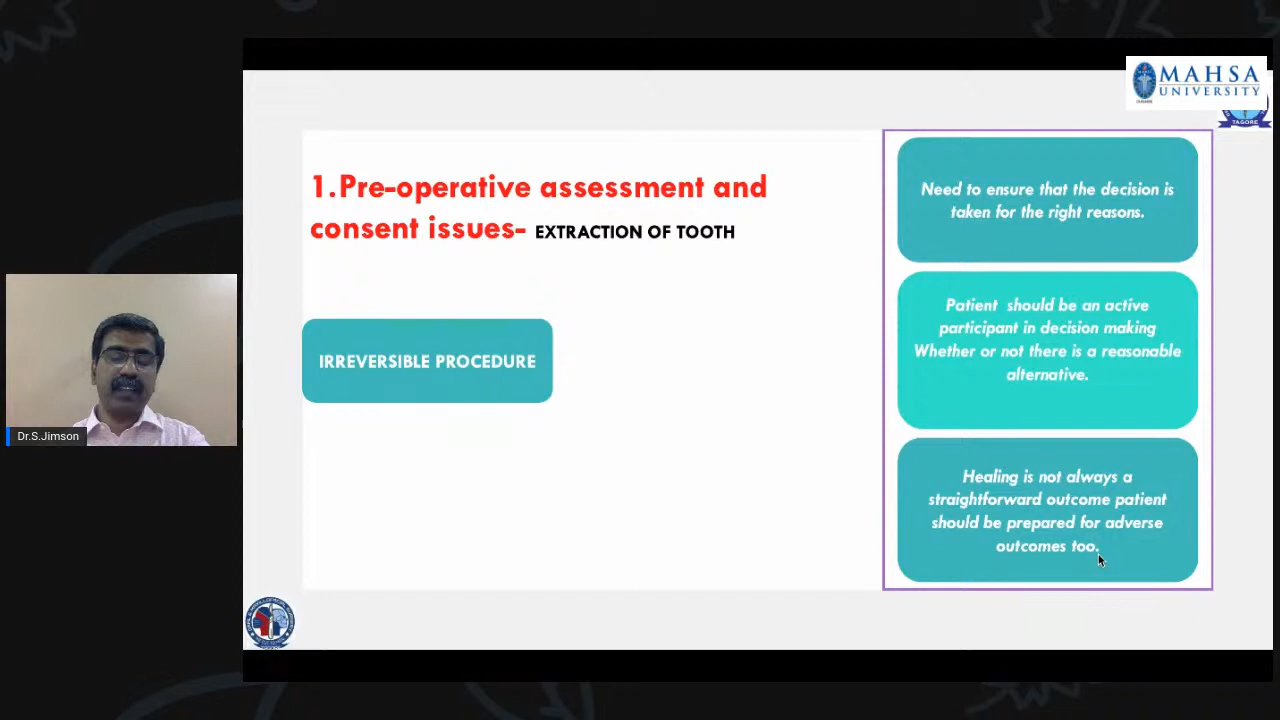 MAHSA
UNIVERSITY
TAGORE
1.Pre-operative assessment and
consent issues- EXTRACTION OF TOOTH
IRREVERSIBLE PROCEDURE
Need to ensure that the decision is
taken for the right reasons.
Patient should be an active
participant in decision making
Whether or not there is a reasonable
alternative.
Healing is not always a
straightforward outcome patient
should be prepared for adverse
outcomes too.
Dr.S.Jimson